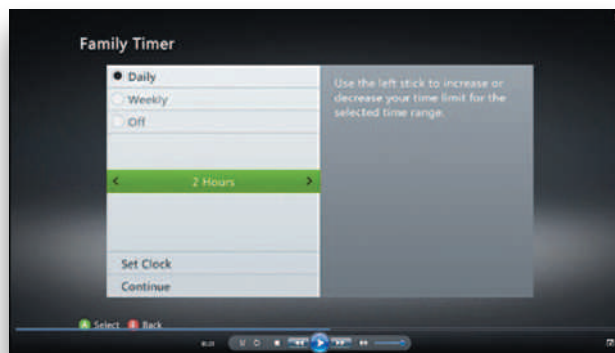 Family Timer
Daily
Weekly
Off
Use the left stick to increase or
decrease your time limit for the
selected time range.
2 Hours
Set Clock
Continue
A Select B Back